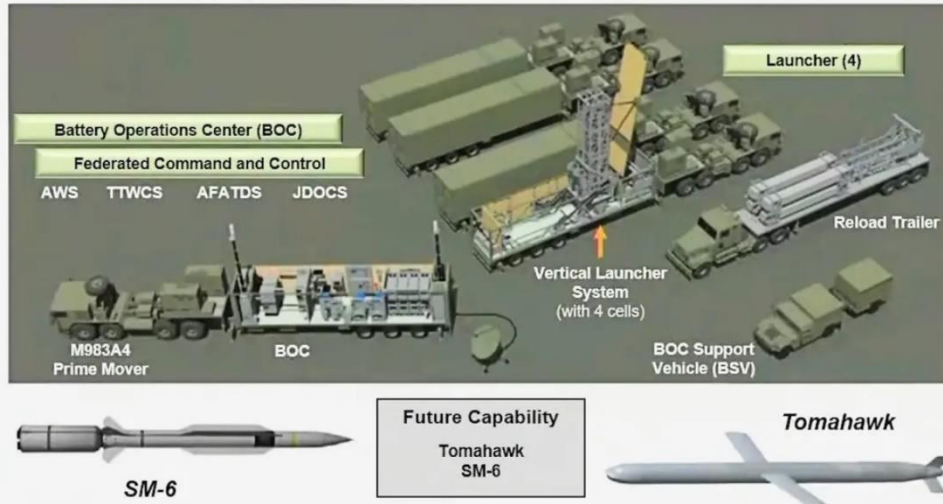 Launcher (4)
Battery Operations Center (BOC)
Federated Command and Control
AWS TTWCS AFATDS JDOCS
Reload Trailer
Vertical Launcher
System
(with 4 cells)
M983A4
Prime Mover
BOC
BOC Support
Vehicle (BSV)
Future Capability
Tomahawk
SM-6
Tomahawk
SM-6